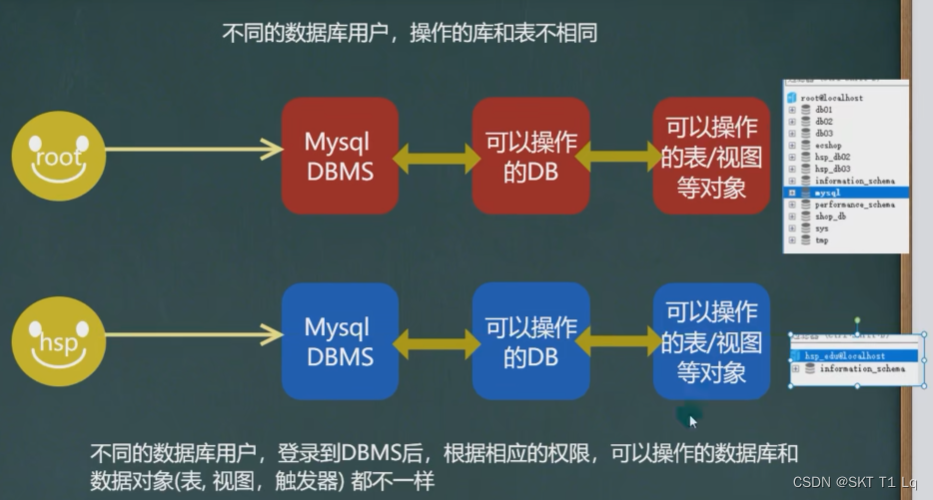 不同的数据库用户，操作的库和表不相同
root
Mysql
DBMS
可以操作
的DB
可以操作
的表/视图
等对象
root@localhost
db01
db02
db03
ecshop
hsp_db02
hsp_db03
information_schema
mysql
performance_schema
shop_db
sys
tmp
hsp
Mysql
DBMS
可以操作
的DB
可以操作
的表/视图
等对象
hsp_edu@localhost
information_schema
不同的数据库用户，登录到DBMS后，根据相应的权限，可以操作的数据库和
数据对象(表, 视图，触发器) 都不一样
CSDN @SKT T1 Lq